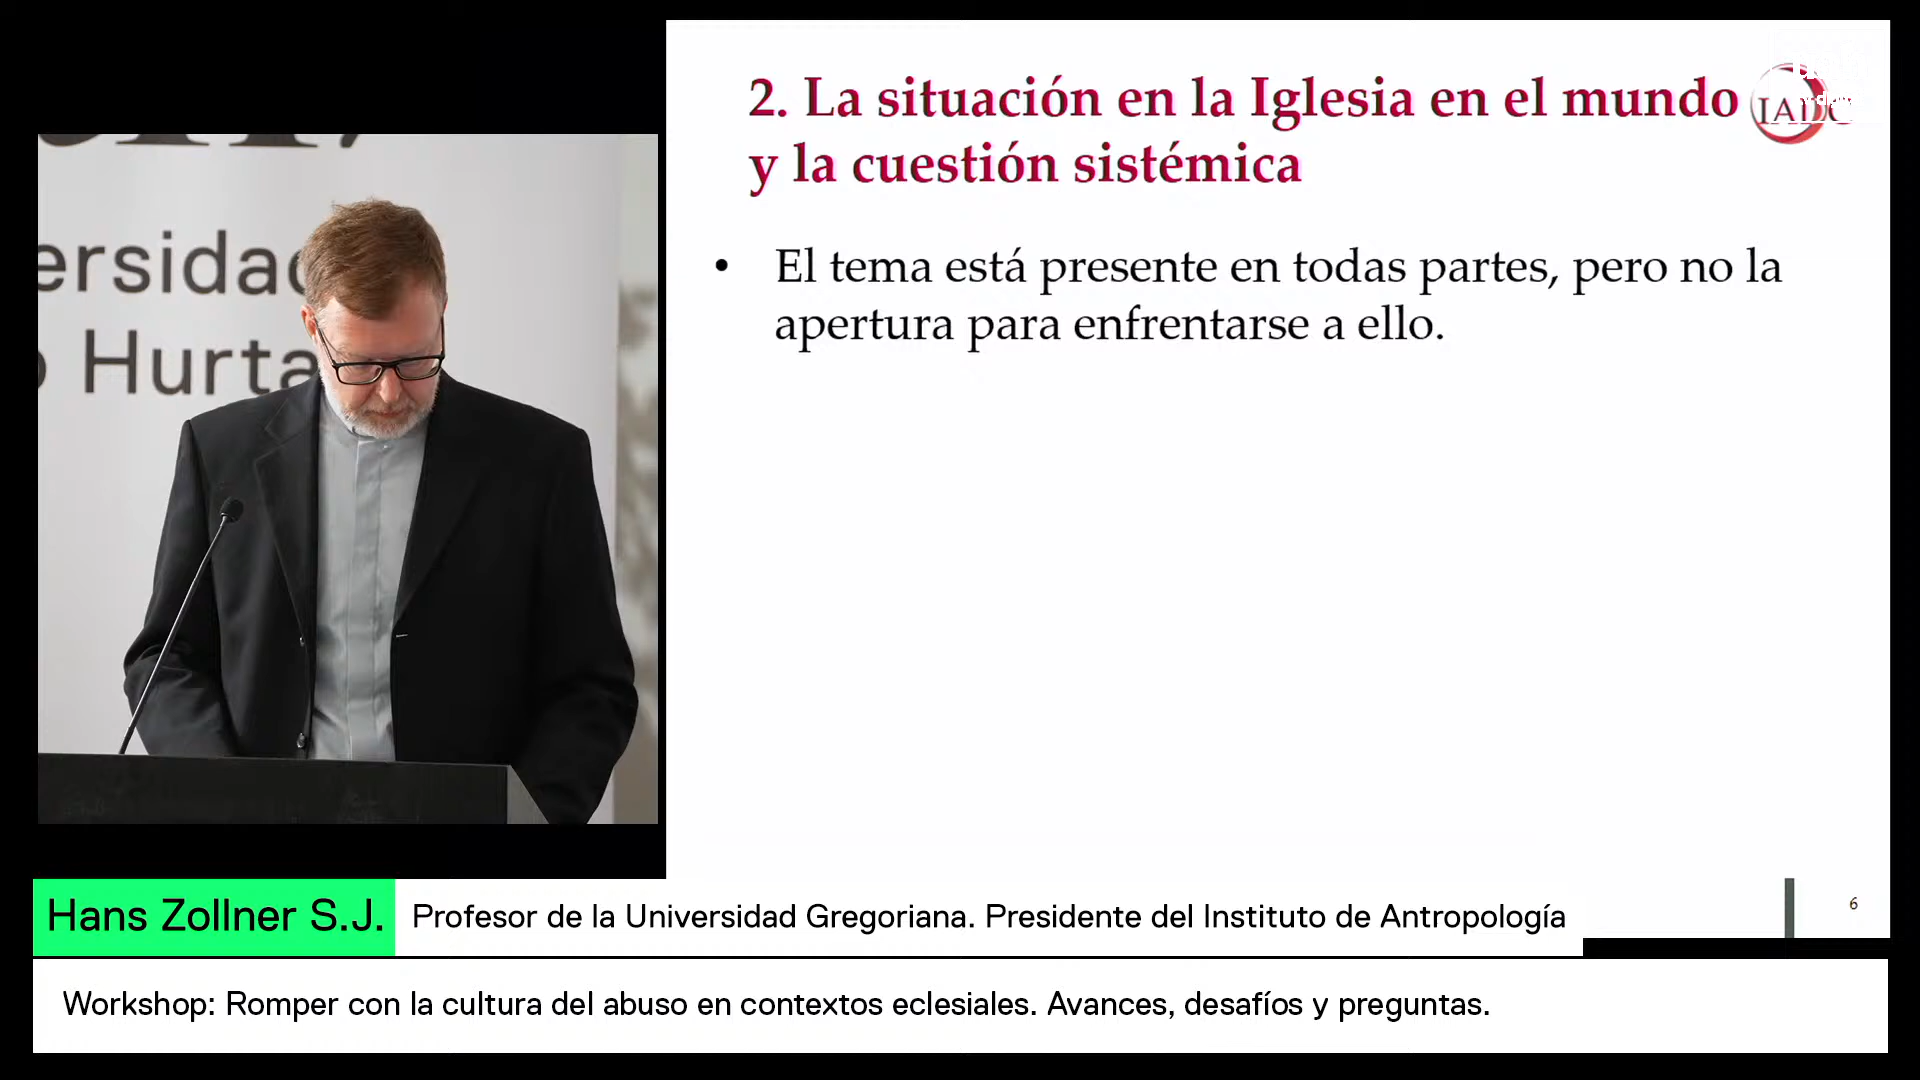 ersidad
o Hurta
2. La situación en la Iglesia en el mundo
y la cuestión sistémica
IADC
• El tema está presente en todas partes, pero no la
apertura para enfrentarse a ello.
6
Hans Zollner S.J.
Profesor de la Universidad Gregoriana. Presidente del Instituto de Antropología
Workshop: Romper con la cultura del abuso en contextos eclesiales. Avances, desafíos y preguntas.